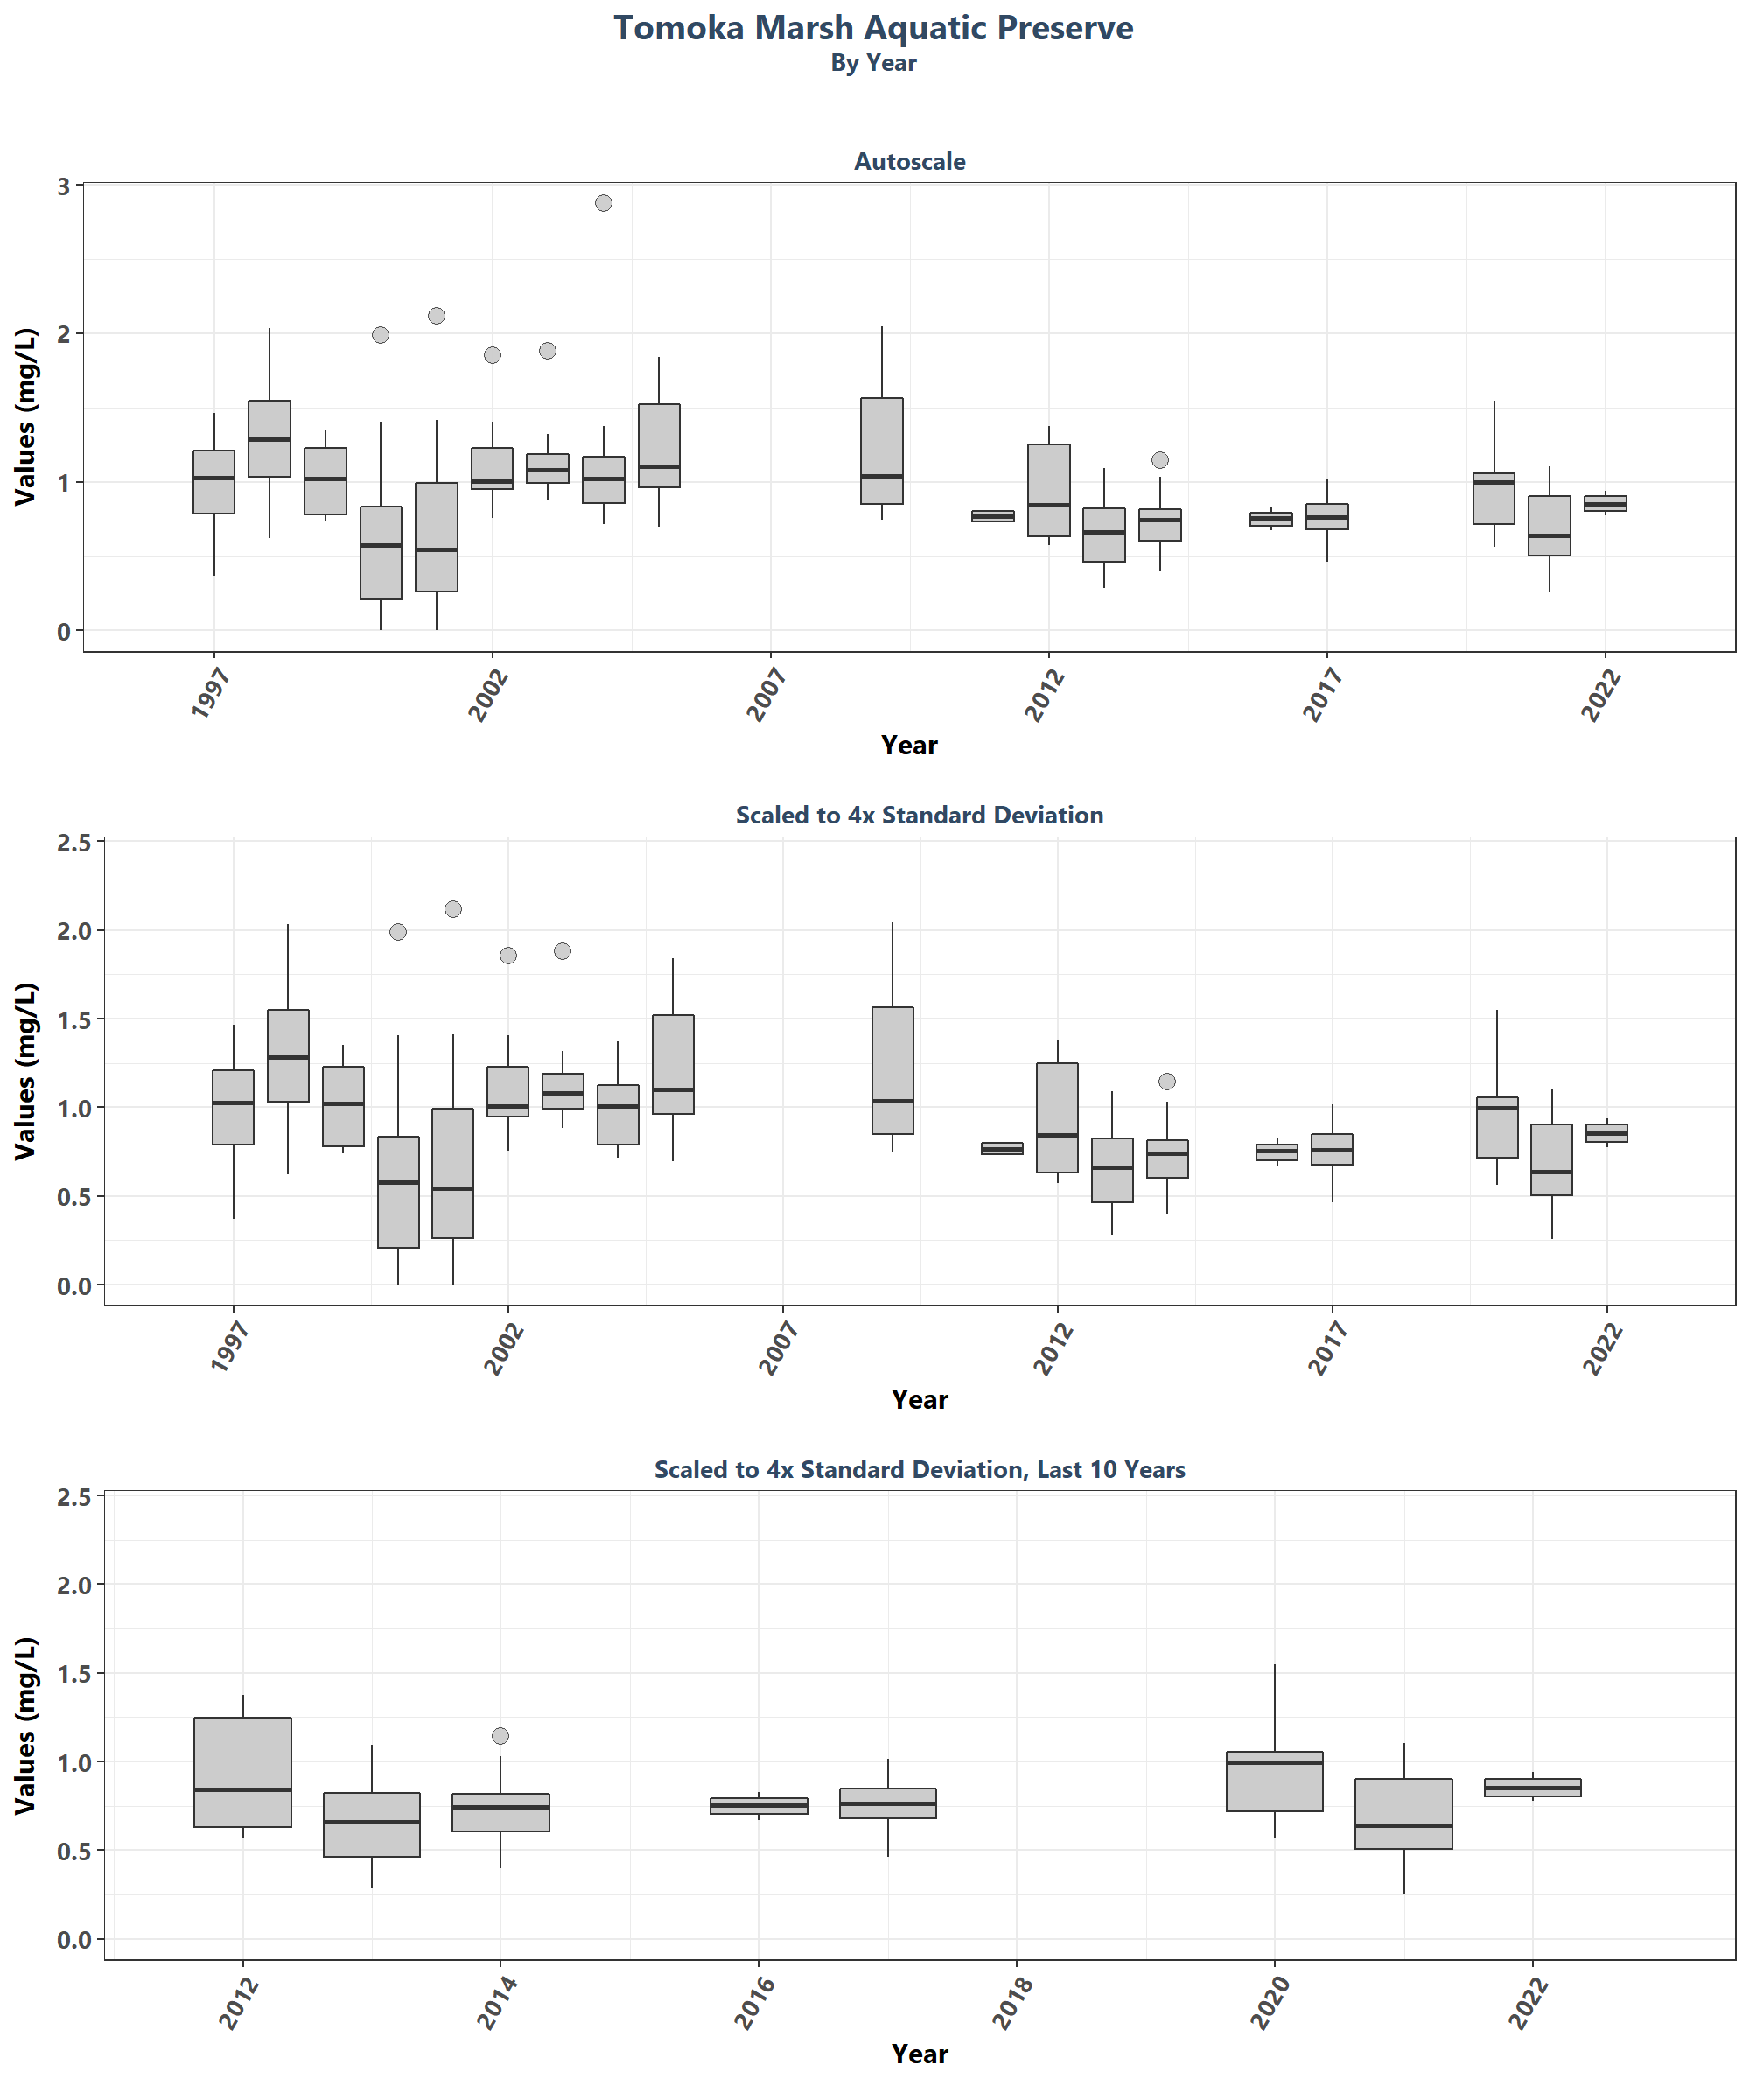 Tomoka Marsh Aquatic Preserve
By Year
Autoscale
Values (mg/L)
3
2
1
0
1997 2002 2007 2012 2017 2022
Year
Scaled to 4x Standard Deviation
Values (mg/L)
2.5
2.0
1.5
1.0
0.5
0.0
1997 2002 2007 2012 2017 2022
Year
Scaled to 4x Standard Deviation, Last 10 Years
Values (mg/L)
2.5
2.0
1.5
1.0
0.5
0.0
2012 2014 2016 2018 2020 2022
Year